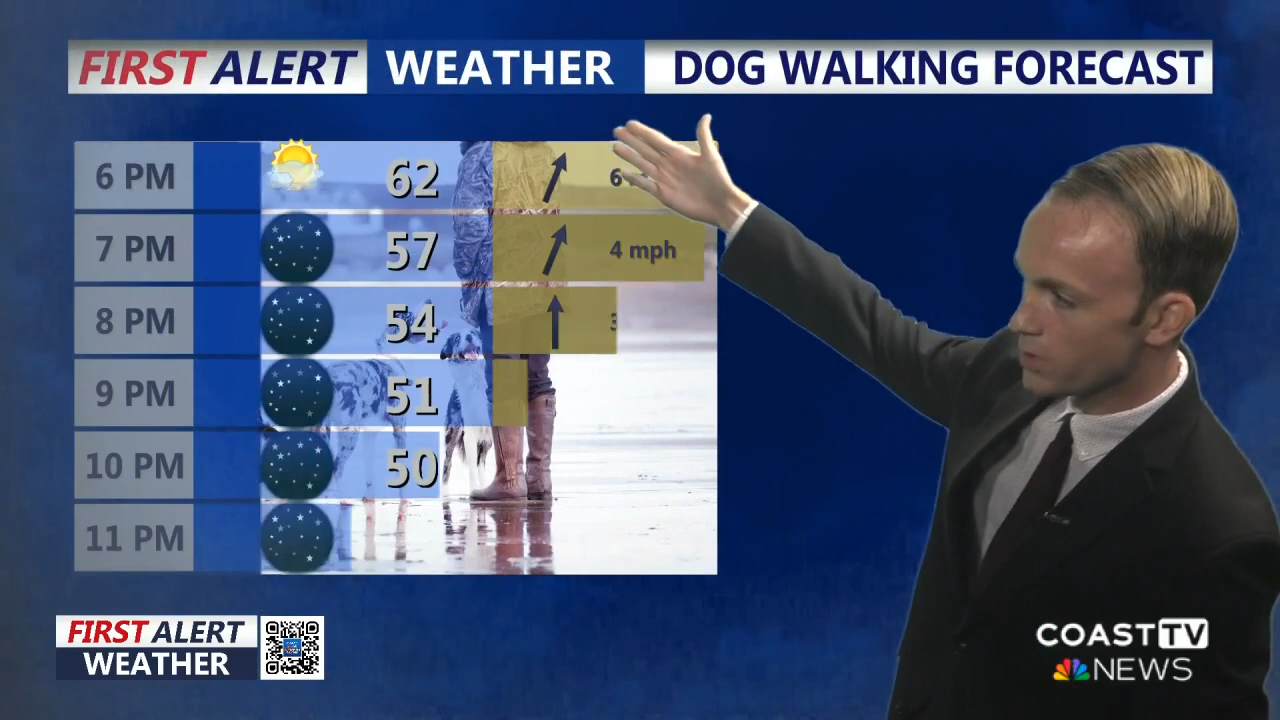 FIRST ALERT WEATHER DOG WALKING FORECAST
6 PM 62 6
7 PM 57 4 mph
8 PM 54
9 PM 51
10 PM 50
11 PM
FIRST ALERT
WEATHER
COAST TV
NEWS